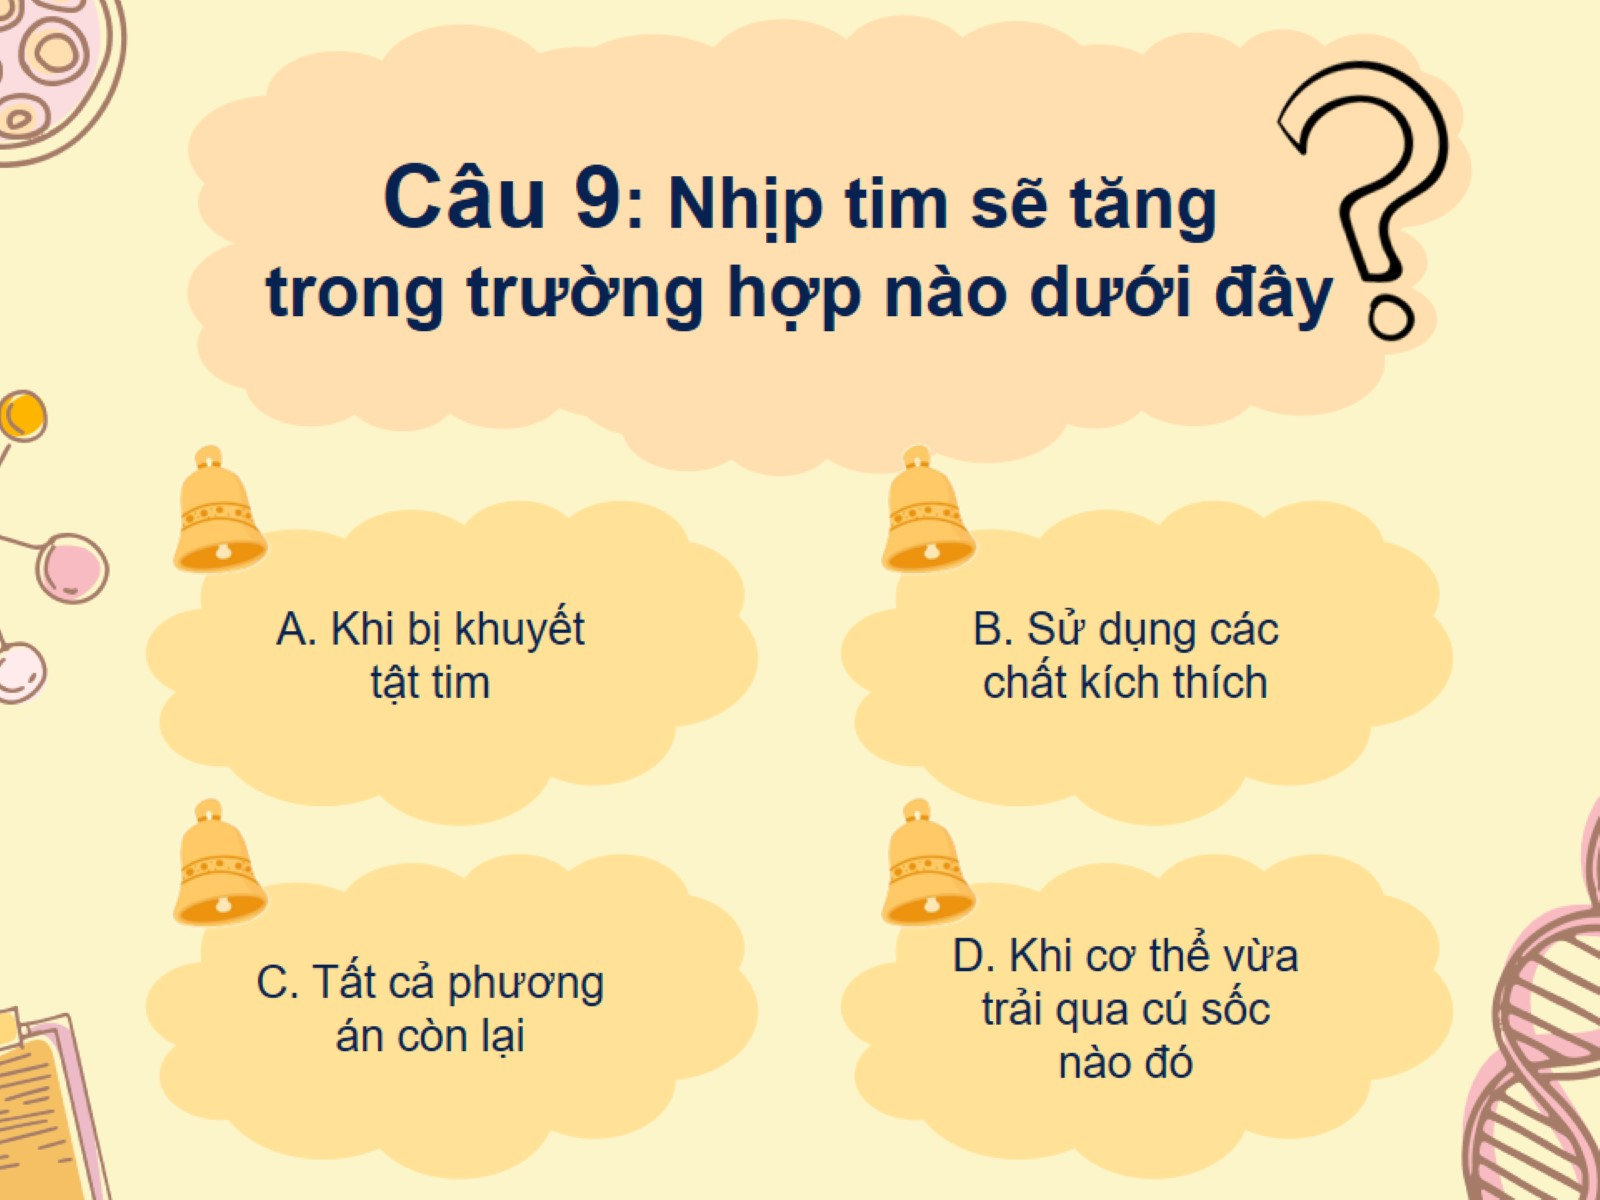 Câu 9: Nhịp tim sẽ tăng
trong trường hợp nào dưới đây
A. Khi bị khuyết
tật tim
B. Sử dụng các
chất kích thích
C. Tất cả phương
án còn lại
D. Khi cơ thể vừa
trải qua cú sốc
nào đó